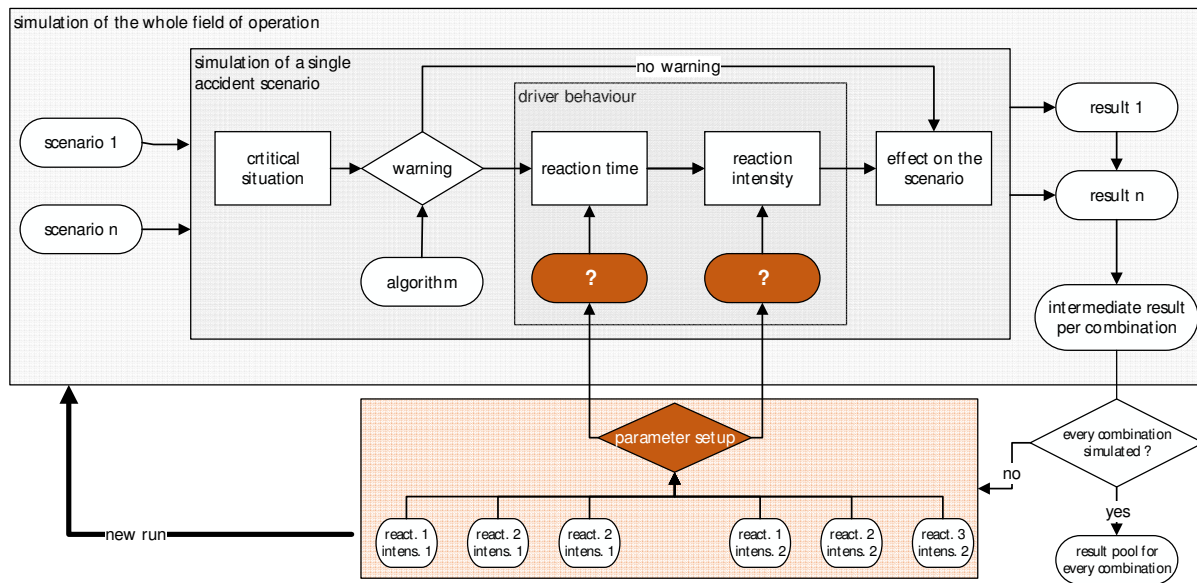 simulation of the whole field of operation
simulation of a single
accident scenario
no warning
driver behaviour
scenario 1
scenario n
crtitical
situation
warning
algorithm
reaction time
reaction
intensity
?
?
effect on the
scenario
result 1
result n
intermediate result
per combination
parameter setup
every combination
simulated ?
no
yes
new run
react. 1
intens. 1
react. 2
intens. 1
react. 2
intens. 1
react. 1
intens. 2
react. 2
intens. 2
react. 3
intens. 2
result pool for
every combination